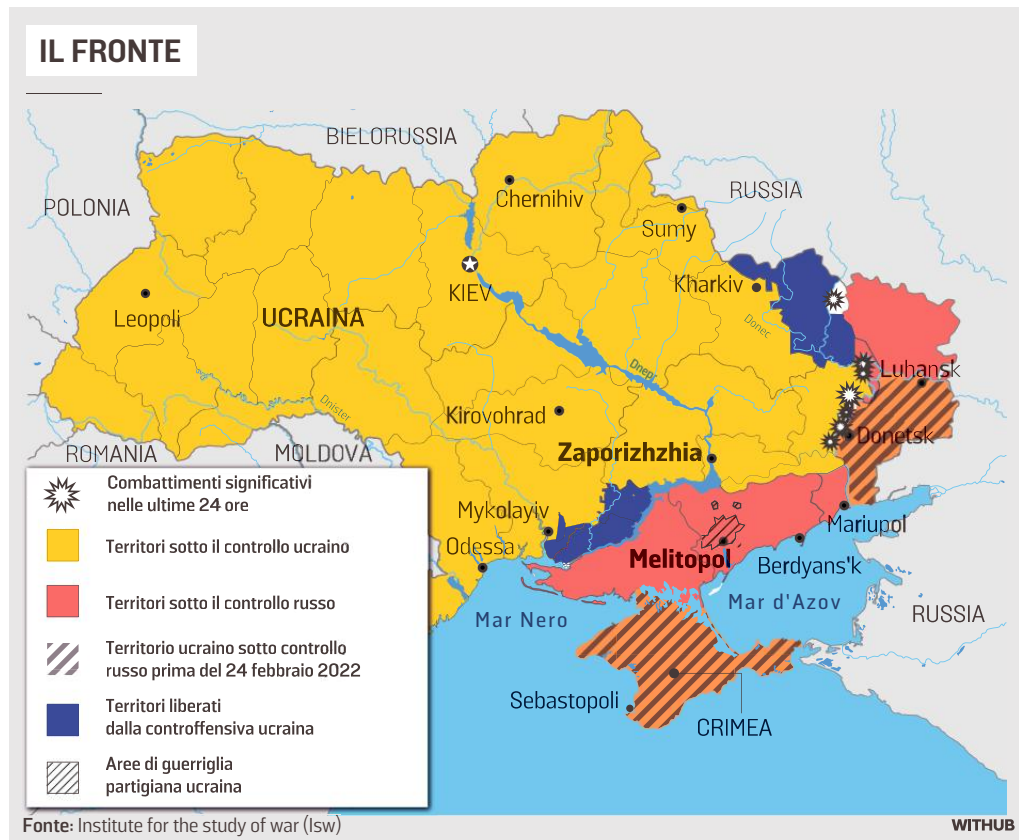 IL FRONTE
BIELORUSSIA
POLONIA
Chernihiv
RUSSIA
Sumy
Kharkiv
KIEV
Leopoli
UCRAINA
Donec
Dnepr
Luhansk
Dnister
Kirovohrad
Donetsk
ROMANIA
MOLDOVA
Zaporizhzhia
Mykolayiv
Mariupol
Odessa
Melitopol
Berdyans'k
Mar Nero
Mar d'Azov
RUSSIA
Sebastopoli
CRIMEA
Combattimenti significativi
nelle ultime 24 ore
Territori sotto il controllo ucraino
Territori sotto il controllo russo
Territorio ucraino sotto controllo
russo prima del 24 febbraio 2022
Territori liberati
dalla controffensiva ucraina
Aree di guerriglia
partigiana ucraina
Fonte: Institute for the study of war (Isw)
WITHUB